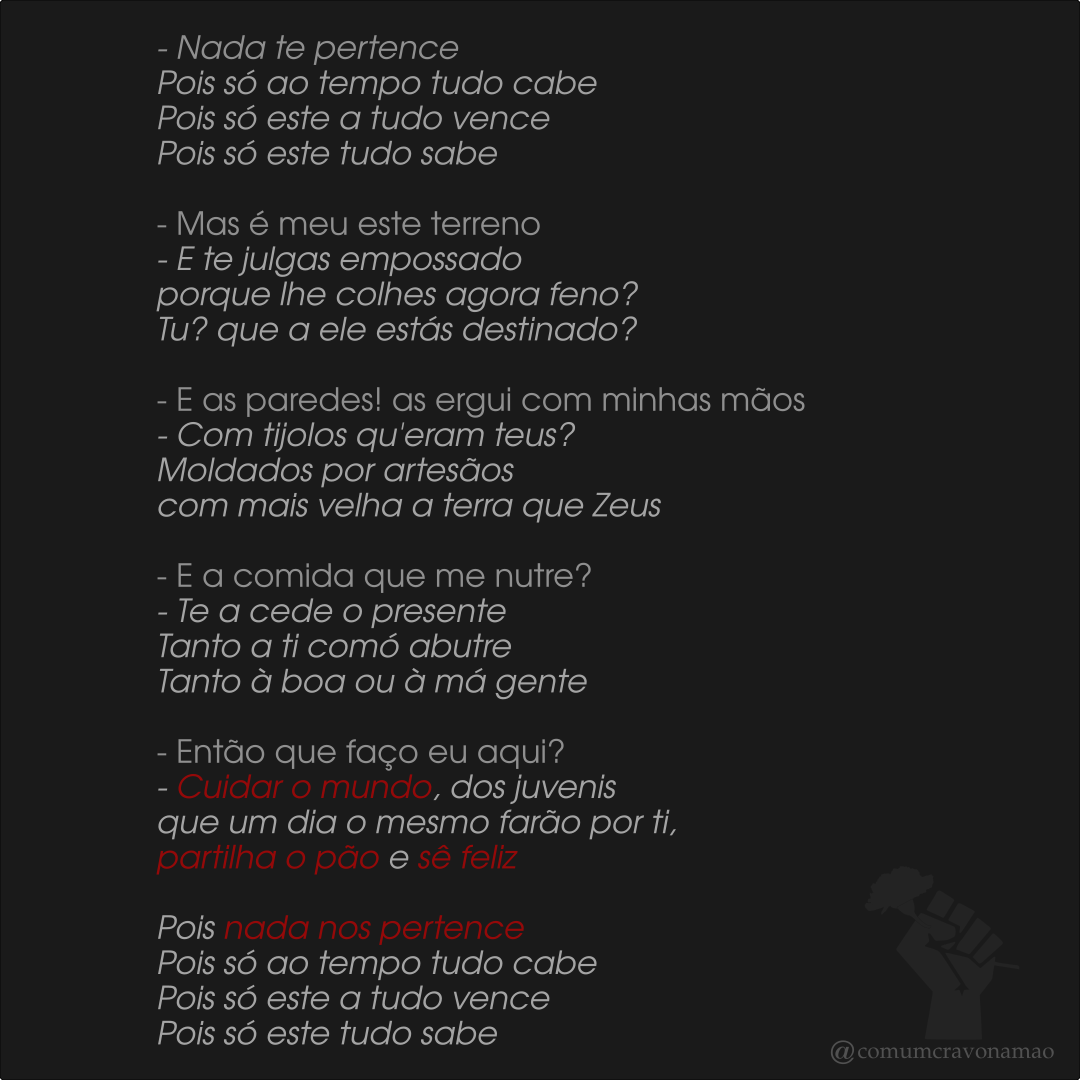 - Nada te pertence
Pois só ao tempo tudo cabe
Pois só este a tudo vence
Pois só este tudo sabe

- Mas é meu este terreno
- E te julgas empossado
porque lhe colhes agora feno?
Tu? que a ele estás destinado?

- E as paredes! as ergui com minhas mãos
- Com tijolos qu'eram teus?
Moldados por artesãos
com mais velha a terra que Zeus

- E a comida que me nutre?
- Te a cede o presente
Tanto a ti comó abutre
Tanto à boa ou à má gente

- Então que faço eu aqui?
- Cuidar o mundo, dos juvenis
que um dia o mesmo farão por ti,
partilha o pão e sê feliz

Pois nada nos pertence
Pois só ao tempo tudo cabe
Pois só este a tudo vence
Pois só este tudo sabe
@comumcravonamao